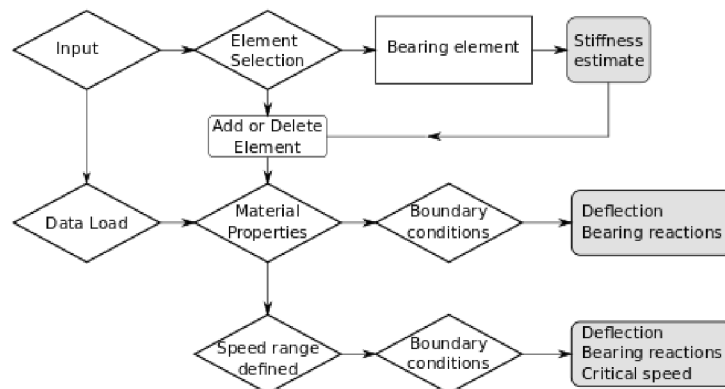 Input
Element
Selection
Bearing element
Stiffness
estimate
Add or Delete
Element
Data Load
Material
Properties
Boundary
conditions
Deflection
Bearing reactions
Speed range
defined
Boundary
conditions
Deflection
Bearing reactions
Critical speed